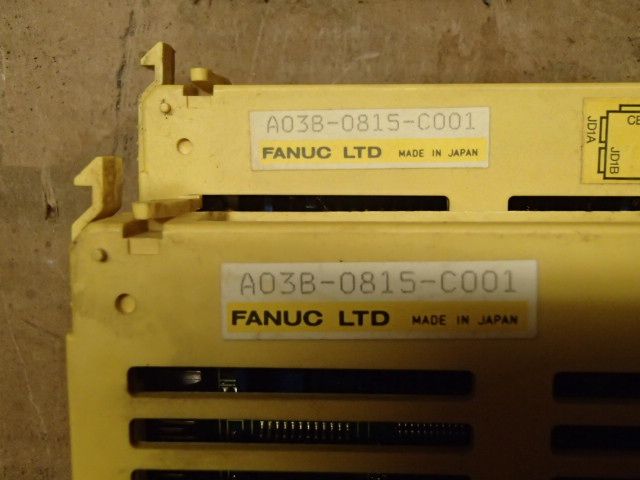 A03B-0815-C001
FANUC LTD MADE IN JAPAN
JD1A
JD1B
A03B-0815-C001
FANUC LTD MADE IN JAPAN